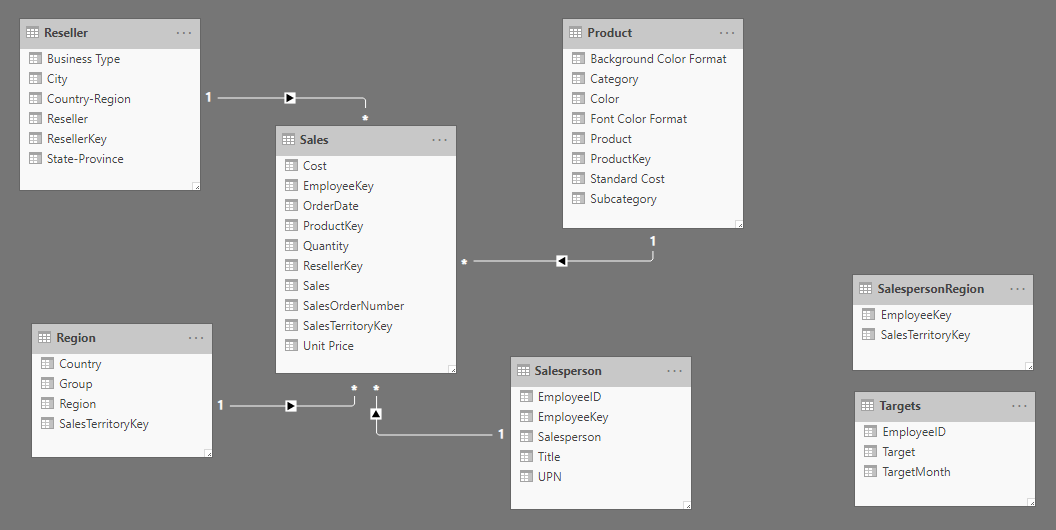 Reseller
Business Type
City
Country-Region
Reseller
ResellerKey
State-Province
Product
Background Color Format
Category
Color
Font Color Format
Product
ProductKey
Standard Cost
Subcategory
1
*
Sales
Cost
EmployeeKey
OrderDate
ProductKey
Quantity
ResellerKey
Sales
SalesOrderNumber
SalesTerritoryKey
Unit Price
1
*
SalespersonRegion
EmployeeKey
SalesTerritoryKey
Region
Country
Group
Region
SalesTerritoryKey
1
*
*
1
Salesperson
EmployeeID
EmployeeKey
Salesperson
Title
UPN
Targets
EmployeeID
Target
TargetMonth